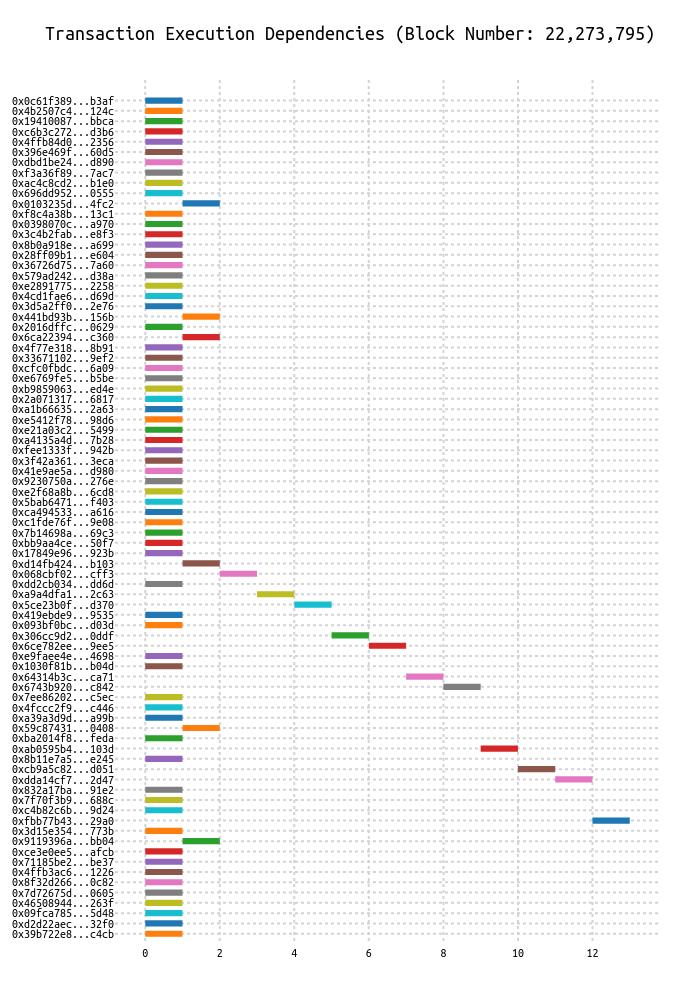 Transaction Execution Dependencies (Block Number: 22,273,795)
0x0c61f389...b3af
0x4b2507c4...124c
0x19410087...bbca
0xc6b3c272...d3b6
0x4ffb84d0...2356
0x396e469f...60d5
0xdbd1be24...d890
0xf3a36f89...7ac7
0xac4c8cd2...b1e0
0x696dd952...0555
0x0103235d...4fc2
0xf8c4a38b...13c1
0x0398070c...a970
0x3c4b2fab...e8f3
0x8b0a918e...a699
0x28ff09b1...e604
0x36726d75...7a60
0x579ad242...d38a
0xe2891775...2258
0x4cd1fae6...d69d
0x3d5a2ff0...2e76
0x441bd93b...156b
0x2016dffc...0629
0x6ca22394...c360
0x4f77e318...8b91
0x33671102...9ef2
0xcfc0fbdc...6a09
0xe6769fe5...b5be
0xb9859063...ed4e
0x2a071317...6817
0xa1b66635...2a63
0xe5412f78...98d6
0xe21a03c2...5499
0xa4135a4d...7b28
0xfee1333f...942b
0x3f42a361...3eca
0x41e9ae5a...d980
0x9230750a...276e
0xe2f68a8b...6cd8
0x5bab6471...f403
0xca494533...a616
0xc1fde76f...9e08
0x7b14698a...69c3
0xbb9aa4ce...50f7
0x17849e96...923b
0xd14fb424...b103
0x068cbf02...cff3
0xdd2cb034...dd6d
0xa9a4dfa1...2c63
0x5ce23b0f...d370
0x419ebde9...9535
0x093bf0bc...d03d
0x306cc9d2...0ddf
0x6ce782ee...9ee5
0xe9faee4e...4698
0x1030f81b...b04d
0x64314b3c...ca71
0x6743b920...c842
0x7ee86202...c5ec
0x4fccc2f9...c446
0xa39a3d9d...a99b
0x59c87431...0408
0xba2014f8...feda
0xab0595b4...103d
0x8b11e7a5...e245
0xcb9a5c82...d051
0xdda14cf7...2d47
0x832a17ba...91e2
0x7f70f3b9...688c
0xc4b82c6b...9d24
0xfbb77b43...29a0
0x3d15e354...773b
0x9119396a...bb04
0xce3e0ee5...afcb
0x71185be2...be37
0x4ffb3ac6...1226
0x8f32d266...0c82
0x7d72675d...0605
0x46508944...263f
0x09fca785...5d48
0xd2d22aec...32f0
0x39b722e8...c4cb
0 2 4 6 8 10 12